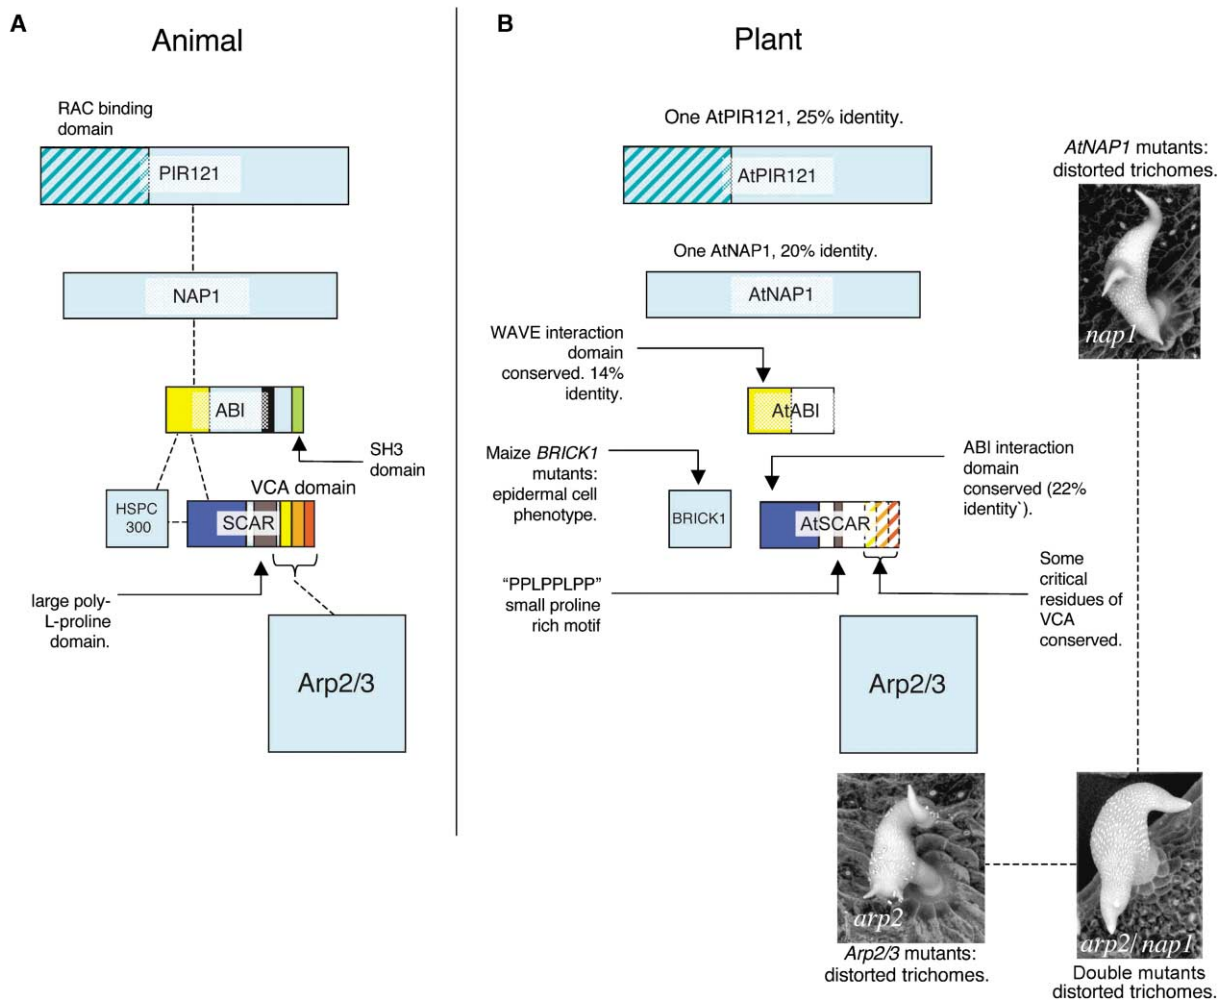 A
Animal
RAC binding
domain
PIR121
NAP1
ABI
SH3
domain
HSPC
300
VCA domain
SCAR
large poly-
L-proline
domain.
Arp2/3
B
Plant
One AtPIR121, 25% identity.
AtPIR121
One AtNAP1, 20% identity.
AtNAP1
WAVE interaction
domain
conserved. 14%
identity.
AtABI
Maize BRICK1
mutants:
epidermal cell
phenotype.
BRICK1
AtSCAR
ABI interaction
domain
conserved (22%
identity`).
"PPLPPLPP"
small proline
rich motif
Some
critical
residues of
VCA
conserved.
Arp2/3
AtNAP1 mutants:
distorted trichomes.
nap1
arp2
Arp2/3 mutants:
distorted trichomes.
arp2/ nap1
Double mutants
distorted trichomes.